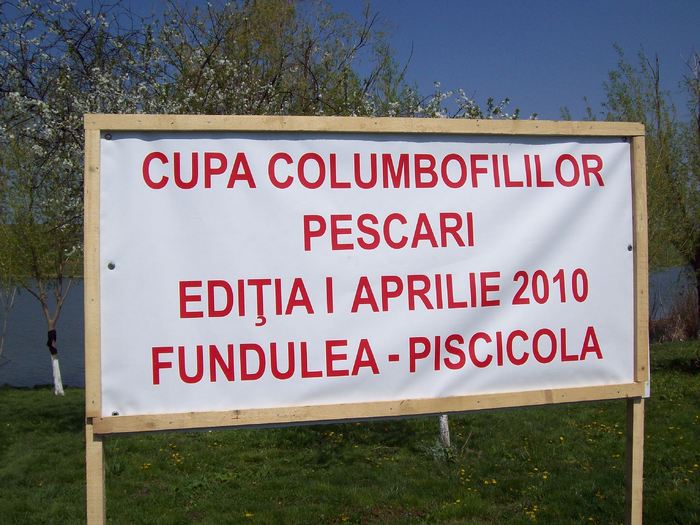 CUPA COLUMBOFILILOR
PESCARI
EDIŢIA I APRILIE 2010
FUNDULEA - PISCICOLA